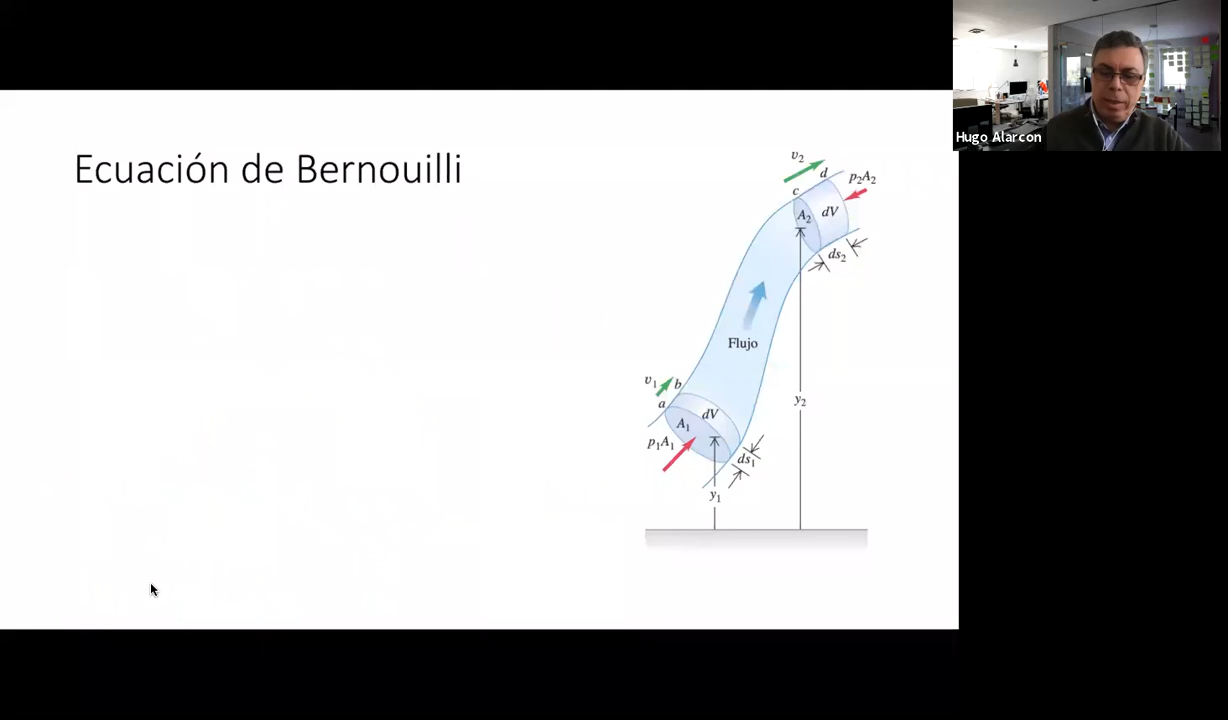 Hugo Alarcon
Ecuación de Bernouilli
v₂
d
c
p₂A₂
A₂
dV
ds₂
Flujo
v₁
b
a
dV
A₁
p₁A₁
ds₁
y₂
y₁